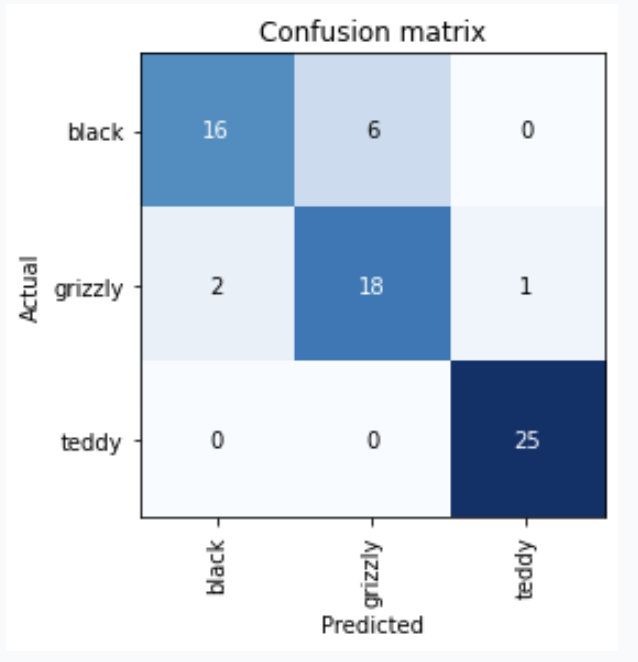 Confusion matrix
black 16 6 0
Actual
grizzly 2 18 1
teddy 0 0 25
black grizzly teddy
Predicted